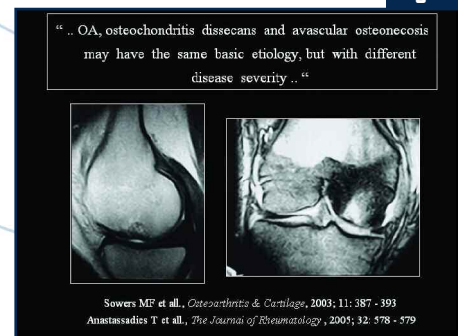 “ .. OA, osteochondritis dissecans and avascular osteonecosis
may have the same basic etiology, but with different
disease severity .. “
Sowers MF et all., Osteoarthritis & Cartilage, 2003; 11: 387 - 393
Anastassadies T et all., The Journal of Rheumatology , 2005; 32: 578 - 579